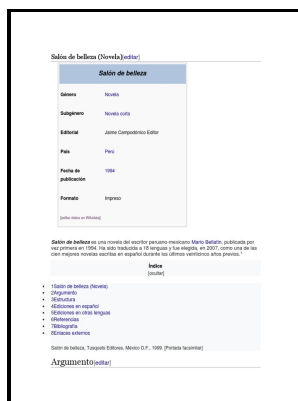 Salón de belleza (Novela)[editar]
Salón de belleza
Género Novela
Subgénero Novela corta
Editorial Jaime Campodónico Editor
País Perú
Fecha de publicación 1994
Formato Impreso
[editar datos en Wikidata]
Salón de belleza es una novela del escritor peruano-mexicano Mario Bellatin, publicada por
vez primera en 1994. Ha sido traducida a 18 lenguas y fue elegida, en 2007, como una de las
cien mejores novelas escritas en español durante los últimos veinticinco años previos.¹
Índice
[ocultar]
1Salón de belleza (Novela)
2Argumento
3Estructura
4Ediciones en español
5Ediciones en otras lenguas
6Referencias
7Bibliografía
8Enlaces externos
Salón de belleza, Tusquets Editores, México D.F., 1999. [Portada facsimilar]
Argumento[editar]